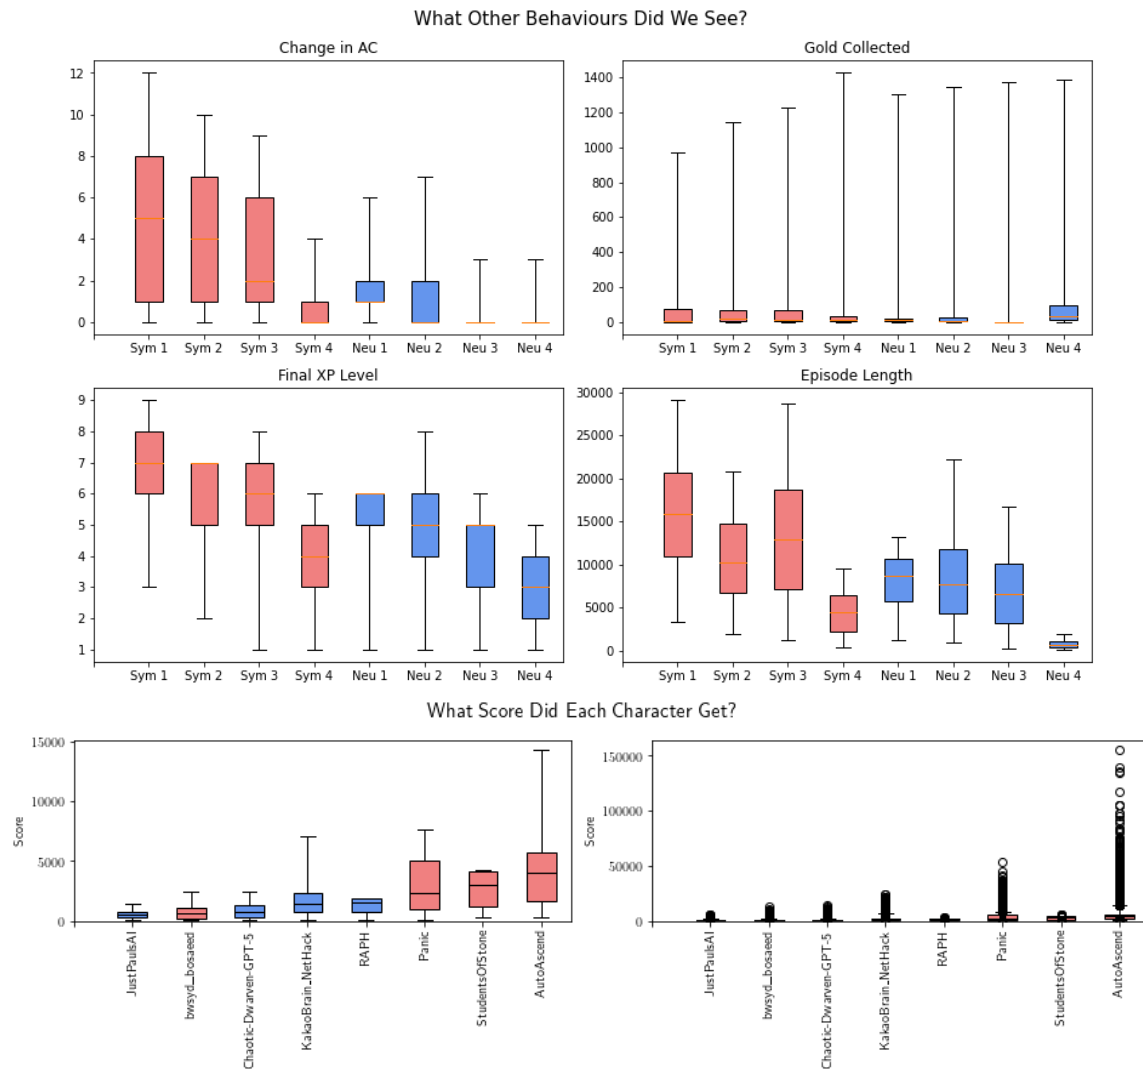 What Other Behaviours Did We See?
Change in AC
12
10
8
6
4
2
0
Sym 1 Sym 2 Sym 3 Sym 4 Neu 1 Neu 2 Neu 3 Neu 4
Gold Collected
1400
1200
1000
800
600
400
200
0
Sym 1 Sym 2 Sym 3 Sym 4 Neu 1 Neu 2 Neu 3 Neu 4
Final XP Level
9
8
7
6
5
4
3
2
1
Sym 1 Sym 2 Sym 3 Sym 4 Neu 1 Neu 2 Neu 3 Neu 4
Episode Length
30000
25000
20000
15000
10000
5000
0
Sym 1 Sym 2 Sym 3 Sym 4 Neu 1 Neu 2 Neu 3 Neu 4
What Score Did Each Character Get?
Score
15000
10000
5000
0
JustPaulsAI
bwsyd_bosaeed
Chaotic-Dwarven-GPT-5
KakaoBrain_NetHack
RAPH
Panic
StudentsOfStone
AutoAscend
Score
150000
100000
50000
0
JustPaulsAI
bwsyd_bosaeed
Chaotic-Dwarven-GPT-5
KakaoBrain_NetHack
RAPH
Panic
StudentsOfStone
AutoAscend